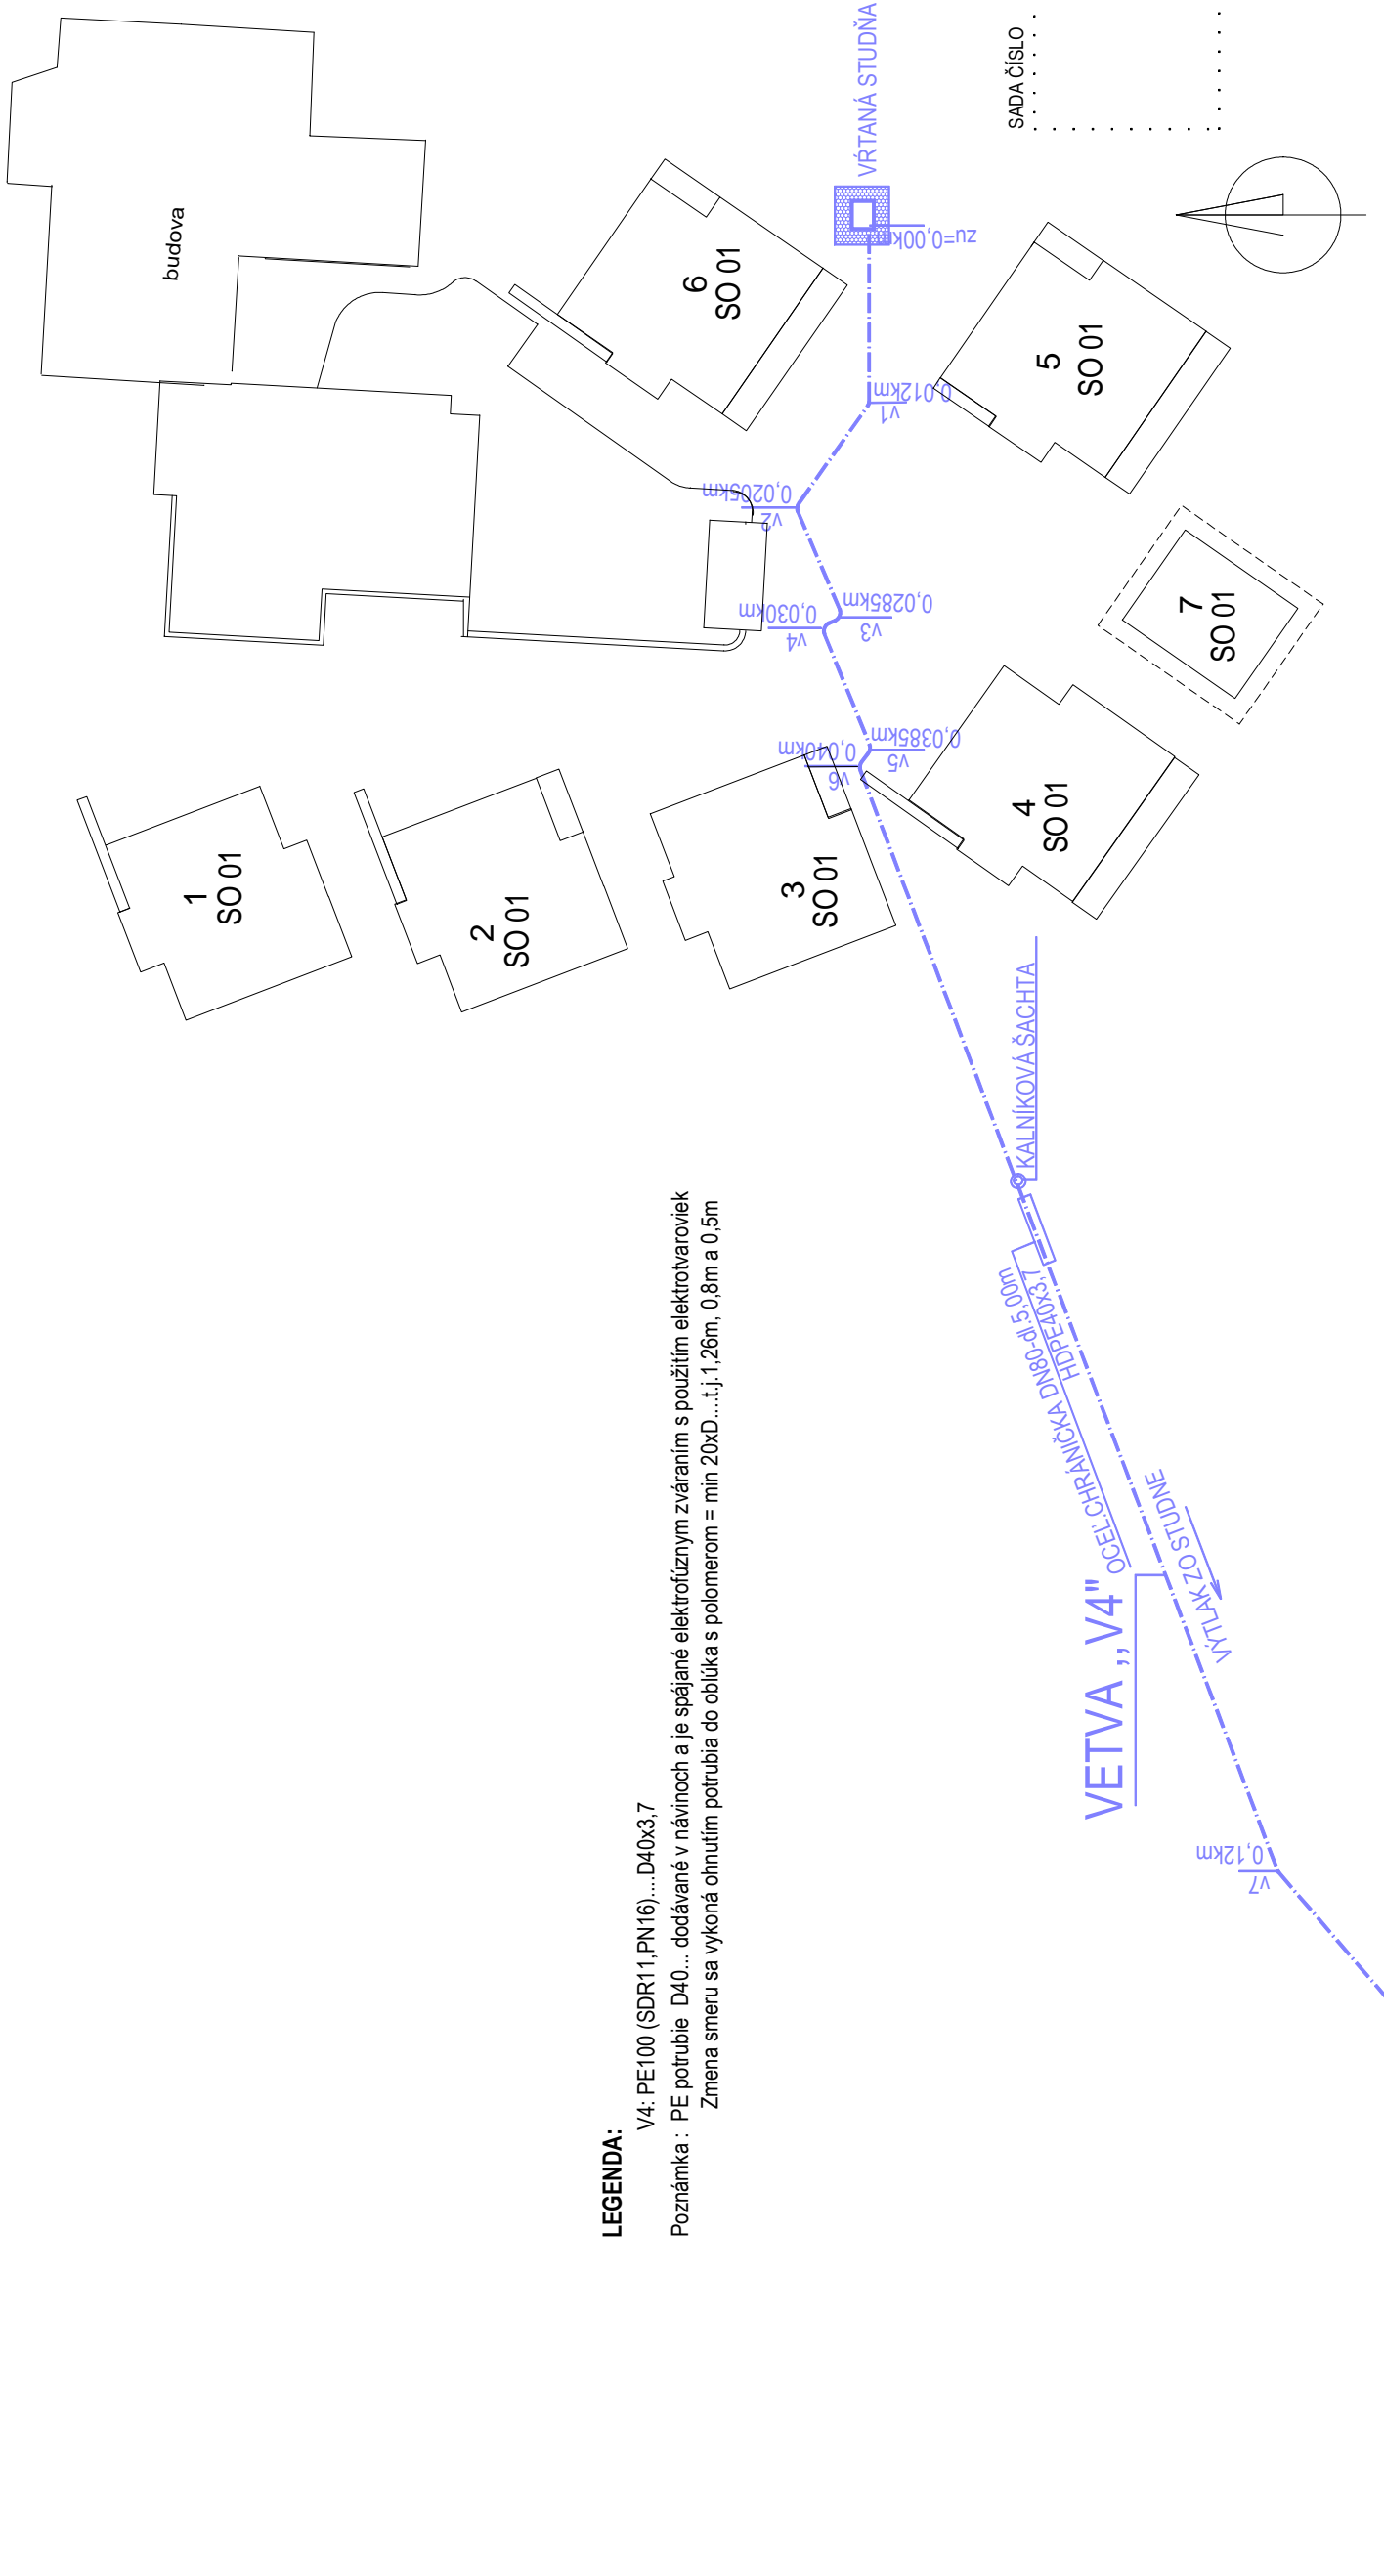 budova
1
SO 01
2
SO 01
3
SO 01
4
SO 01
5
SO 01
6
SO 01
7
SO 01
VŔTANÁ STUDŇA
SADA ČÍSLO
zu=0,00km
v1
0,012km
v2
0,0205km
v3
0,0285km
v4
0,030km
v5
0,0385km
v6
0,040km
KALNÍKOVÁ ŠACHTA
OCEĽ.CHRÁNIČKA DN80-dl.5,00m
HDPE40x3,7
VÝTLAK ZO STUDNE
VETVA ,,V4"
v7
0,12km
LEGENDA:
V4: PE100 (SDR11,PN16)....D40x3,7
Poznámka : PE potrubie D40... dodávané v návinoch a je spájané elektrofúznym zváraním s použitím elektrotvaroviek
Zmena smeru sa vykoná ohnutím potrubia do oblúka s polomerom = min 20xD....t.j.1,26m, 0,8m a 0,5m